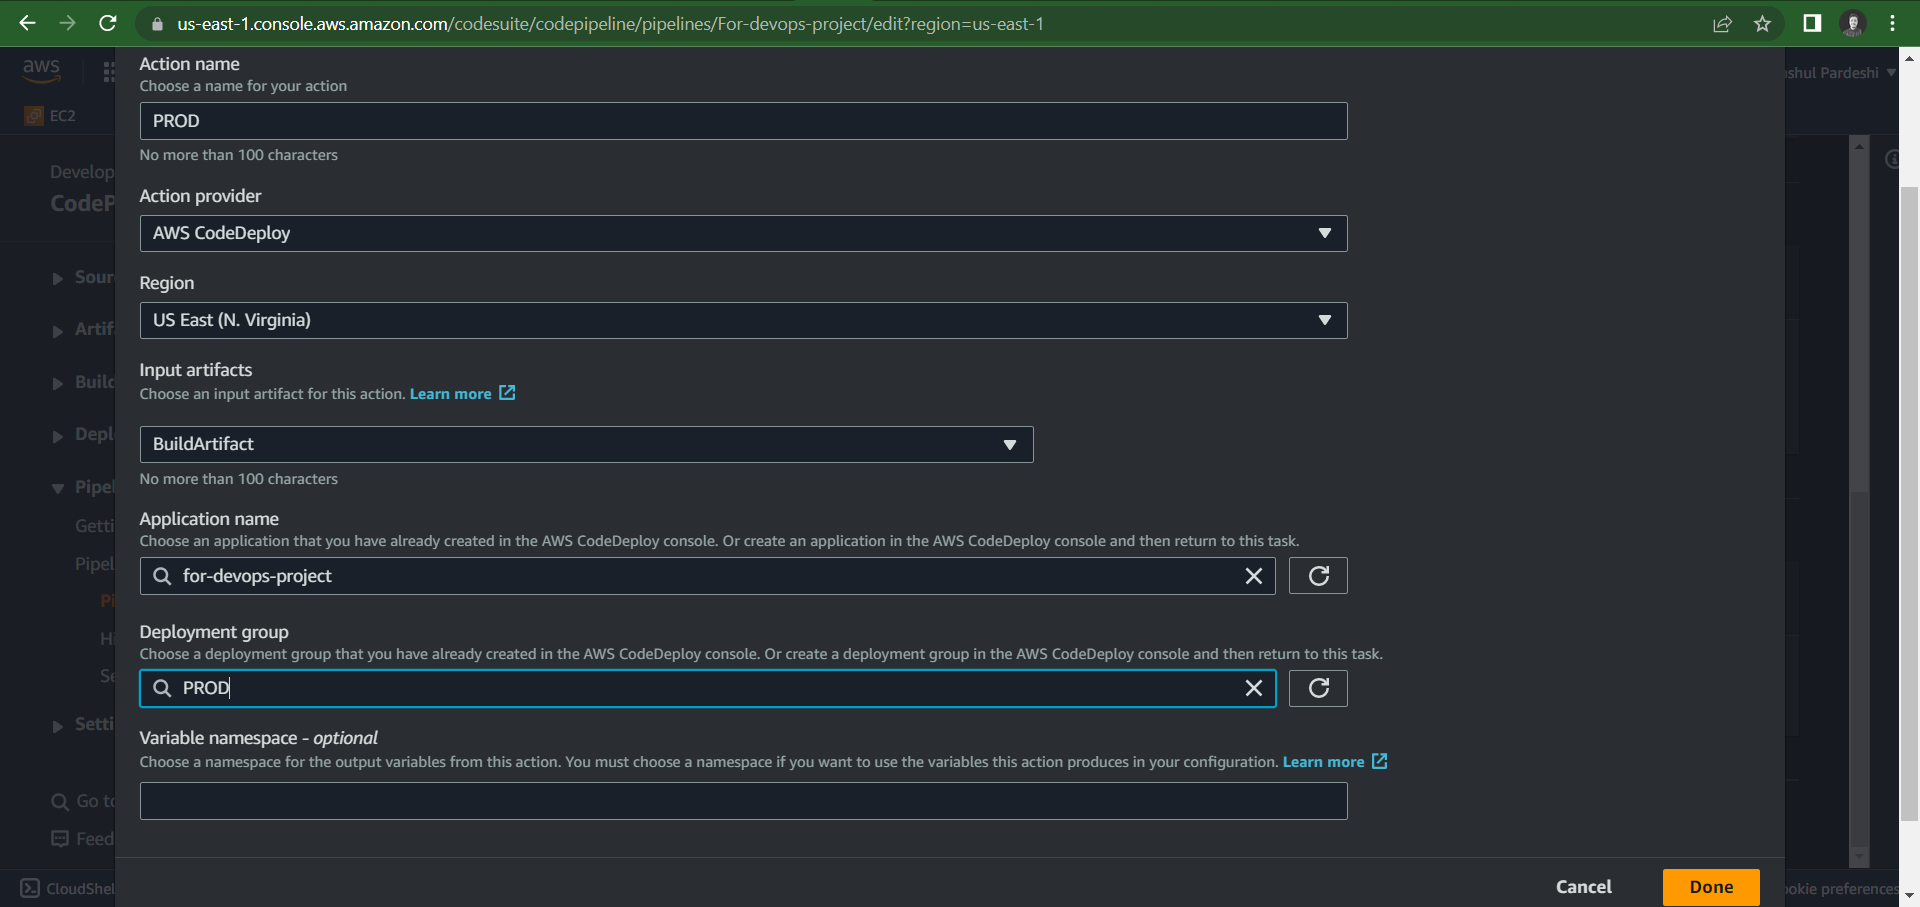 us-east-1.console.aws.amazon.com/codesuite/codepipeline/pipelines/For-devops-project/edit?region=us-east-1
aws
EC2
Develop
CodeP
Sour
Artif
Build
Depl
Pipel
Getti
Pipel
Pi
Hi
Se
Setti
Go to
Feed
CloudShel
shul Pardeshi
Action name
Choose a name for your action
PROD
No more than 100 characters
Action provider
AWS CodeDeploy
Region
US East (N. Virginia)
Input artifacts
Choose an input artifact for this action. Learn more
BuildArtifact
No more than 100 characters
Application name
Choose an application that you have already created in the AWS CodeDeploy console. Or create an application in the AWS CodeDeploy console and then return to this task.
for-devops-project
Deployment group
Choose a deployment group that you have already created in the AWS CodeDeploy console. Or create a deployment group in the AWS CodeDeploy console and then return to this task.
PROD
Variable namespace - optional
Choose a namespace for the output variables from this action. You must choose a namespace if you want to use the variables this action produces in your configuration. Learn more
Cancel
Done
ookie preferences